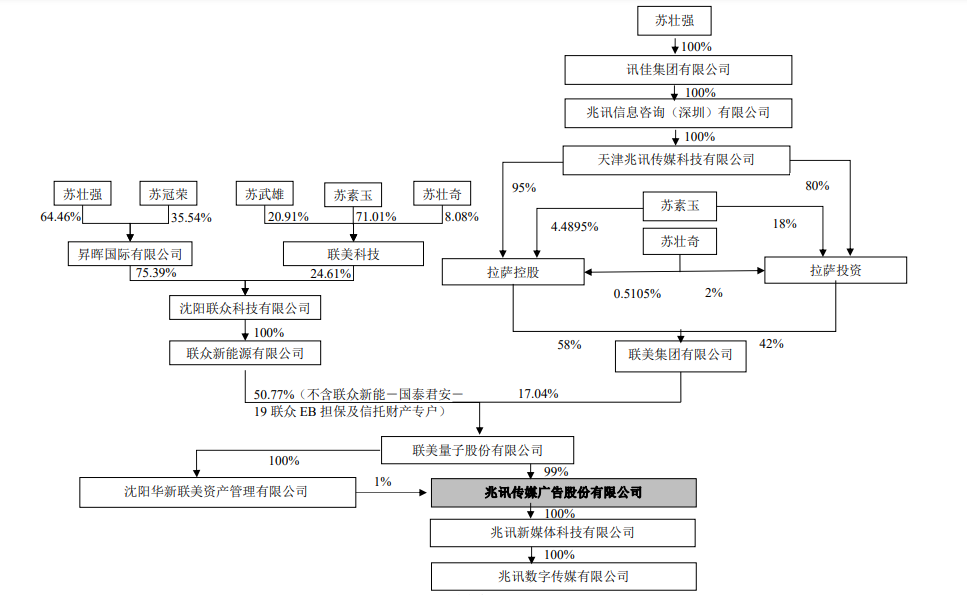 苏壮强
100%
讯佳集团有限公司
100%
兆讯信息咨询（深圳）有限公司
100%
天津兆讯传媒科技有限公司
95%
80%
苏壮强
苏冠荣
苏武雄
苏素玉
苏壮奇
64.46%
35.54%
20.91%
71.01%
8.08%
苏素玉
4.4895%
18%
苏壮奇
昇晖国际有限公司
联美科技
75.39%
24.61%
拉萨控股
拉萨投资
0.5105%
2%
沈阳联众科技有限公司
100%
联众新能源有限公司
58%
42%
联美集团有限公司
50.77%（不含联众新能－国泰君安－
19 联众 EB 担保及信托财产专户）
17.04%
联美量子股份有限公司
100%
99%
沈阳华新联美资产管理有限公司
1%
兆讯传媒广告股份有限公司
100%
兆讯新媒体科技有限公司
100%
兆讯数字传媒有限公司